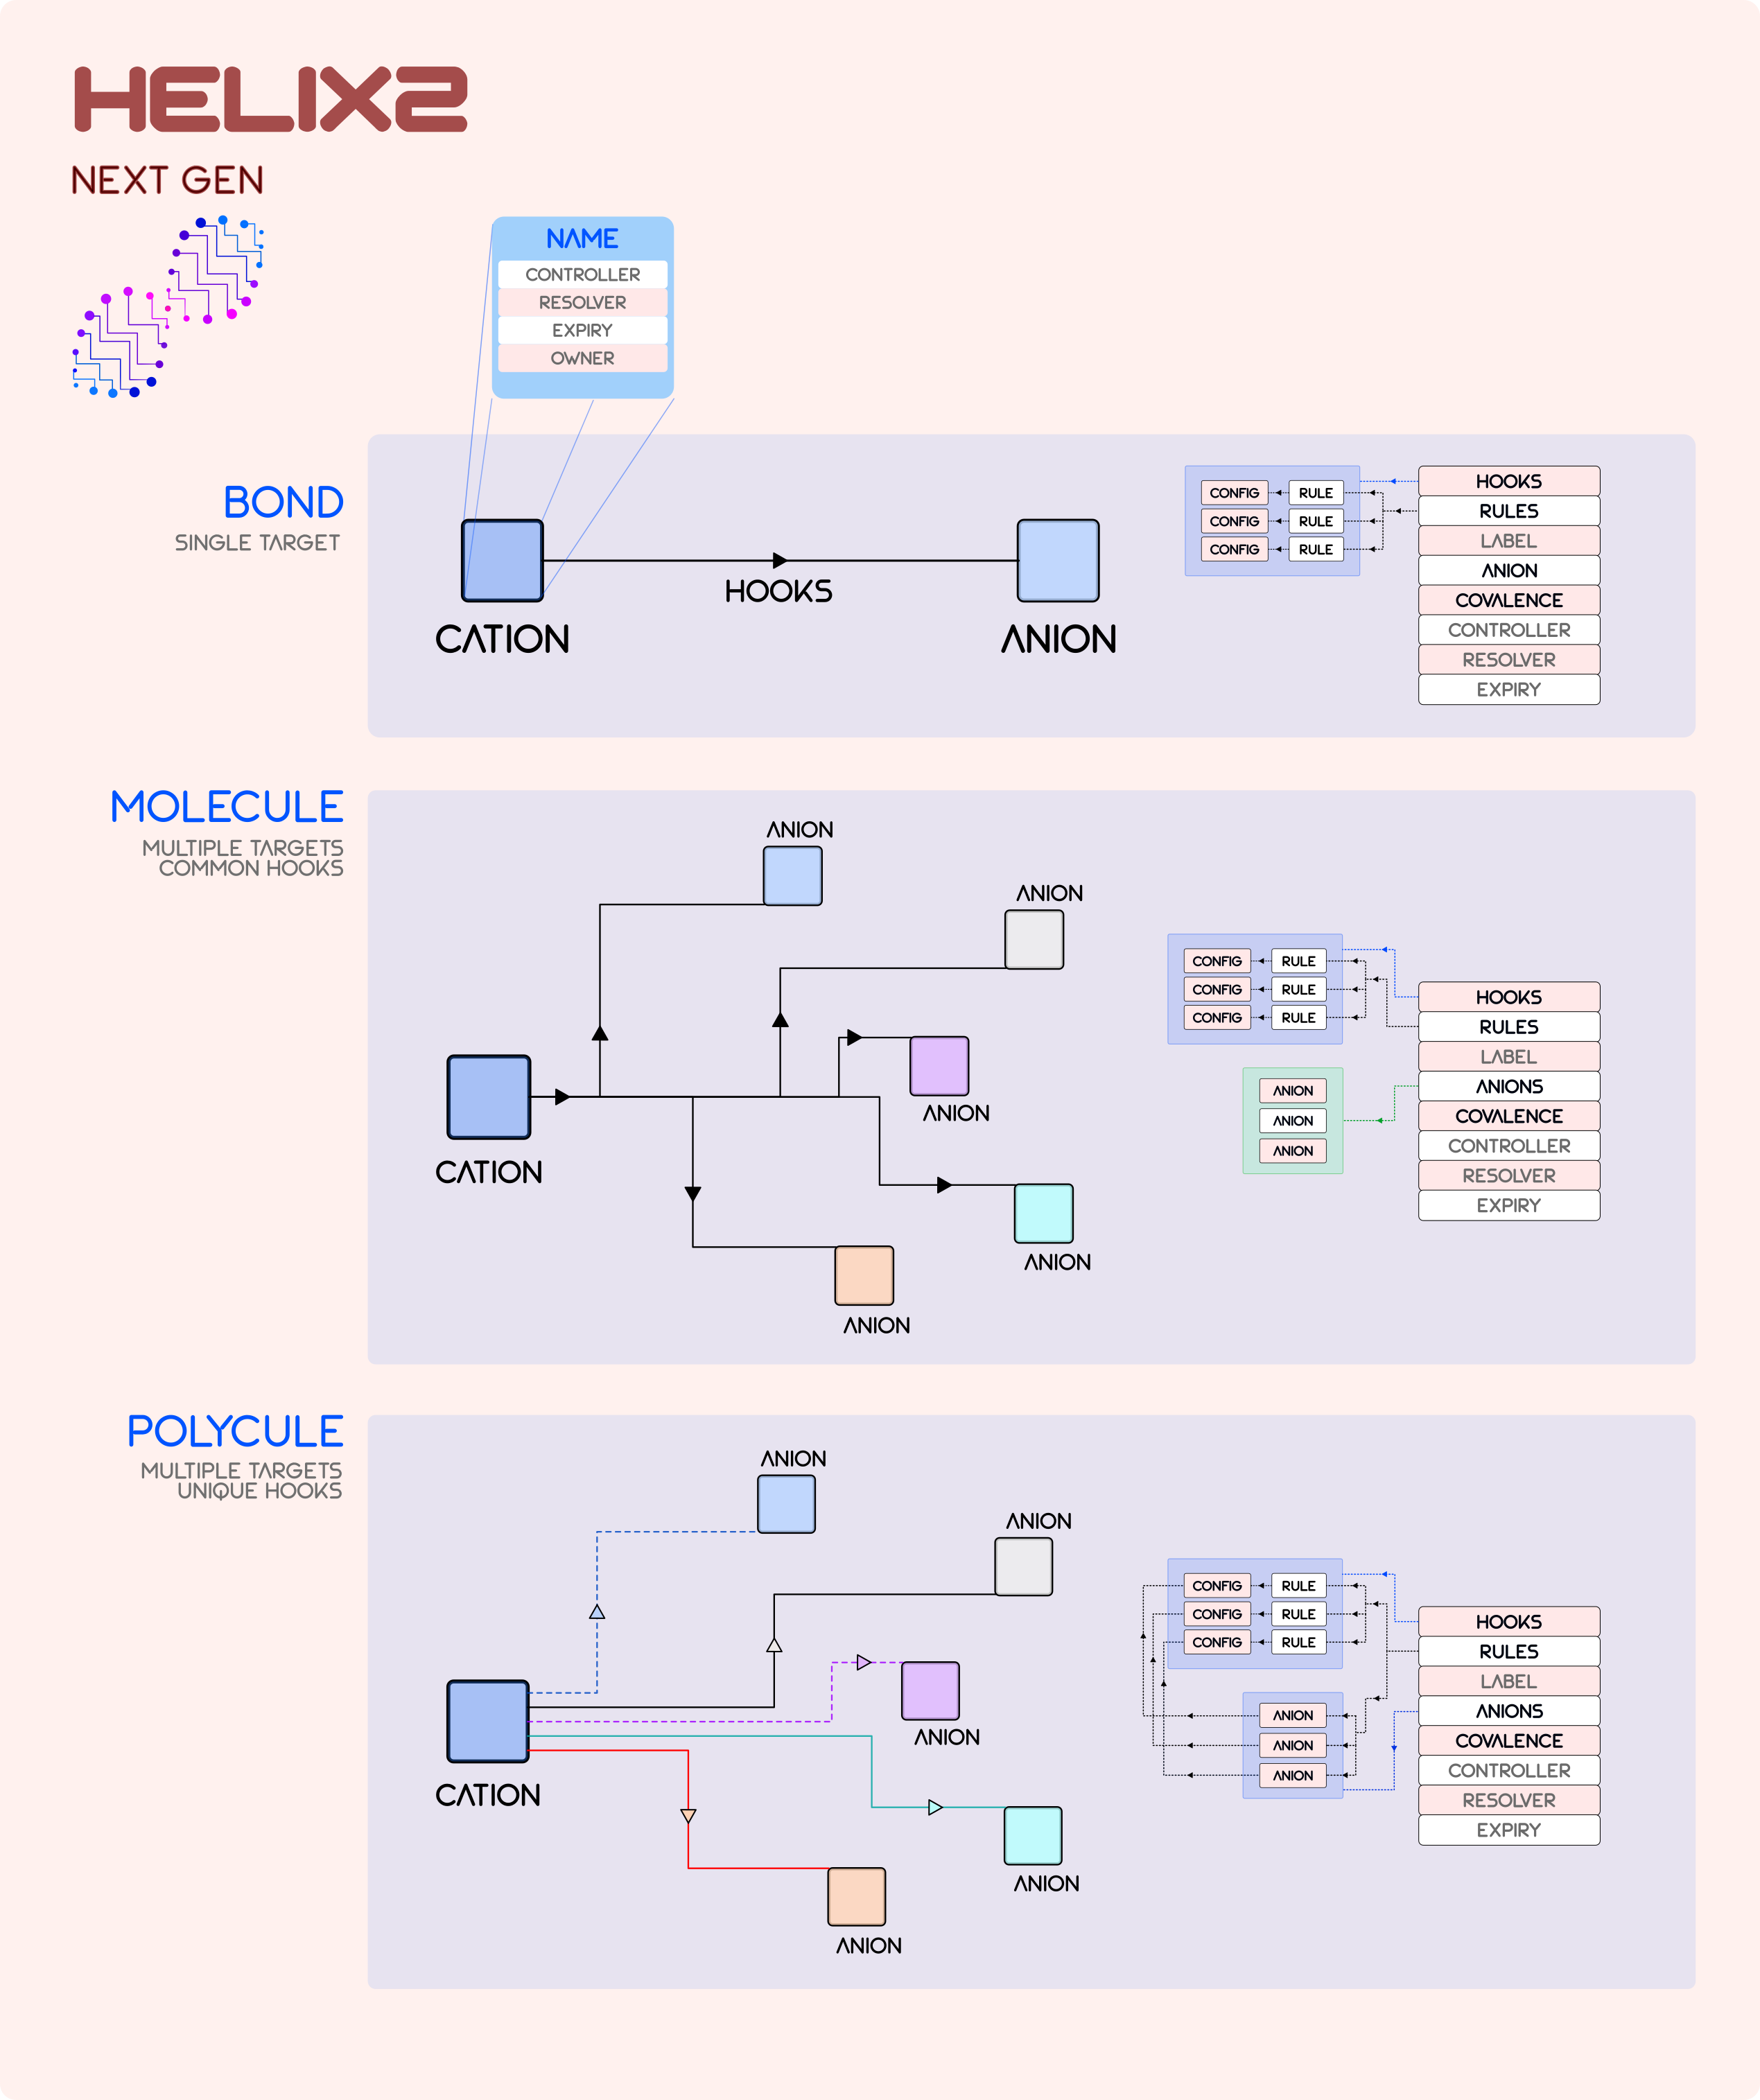 HELIX2
NEXT GEN
NAME
CONTROLLER
RESOLVER
EXPIRY
OWNER
BOND
SINGLE TARGET
CATION
HOOKS
ANION
CONFIG RULE
CONFIG RULE
CONFIG RULE
HOOKS
RULES
LABEL
ANION
COVALENCE
CONTROLLER
RESOLVER
EXPIRY
MOLECULE
MULTIPLE TARGETS
COMMON HOOKS
ANION
ANION
ANION
CATION
ANION
ANION
CONFIG RULE
CONFIG RULE
CONFIG RULE
ANION
ANION
ANION
HOOKS
RULES
LABEL
ANIONS
COVALENCE
CONTROLLER
RESOLVER
EXPIRY
POLYCULE
MULTIPLE TARGETS
UNIQUE HOOKS
ANION
ANION
ANION
CATION
ANION
ANION
CONFIG RULE
CONFIG RULE
CONFIG RULE
ANION
ANION
ANION
HOOKS
RULES
LABEL
ANIONS
COVALENCE
CONTROLLER
RESOLVER
EXPIRY